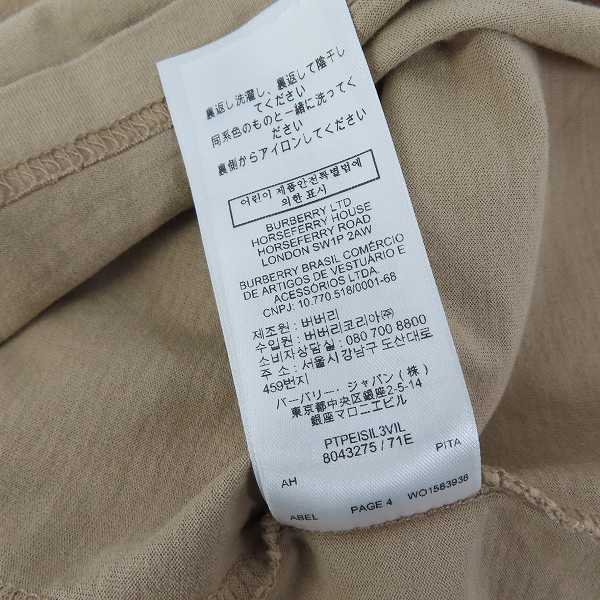 裏返し洗濯し、裏返して陰干し
てください
同系色のものと一緒に洗ってく
ださい
裏側からアイロンしてください
어린이 제품안전특별법에
의한 표시
BURBERRY LTD
HORSEFERRY HOUSE
HORSEFERRY ROAD
LONDON SW1P 2AW
BURBERRY BRASIL COMÉRCIO
DE ARTIGOS DE VESTUÁRIO E
ACESSÓRIOS LTDA.
CNPJ: 10.770.518/0001-68
제조원 : 버버리
수입원 : 버버리코리아㈜
소비자상담실: 080 700 8800
주 소 : 서울시 강남구 도산대로
459번지
バーバリー・ジャパン（株）
東京都中央区銀座2-5-14
銀座マロニエビル
PTPEISIL3VIL
8043275 / 71E
AH
PITA
ABEL
PAGE 4
WO1583936